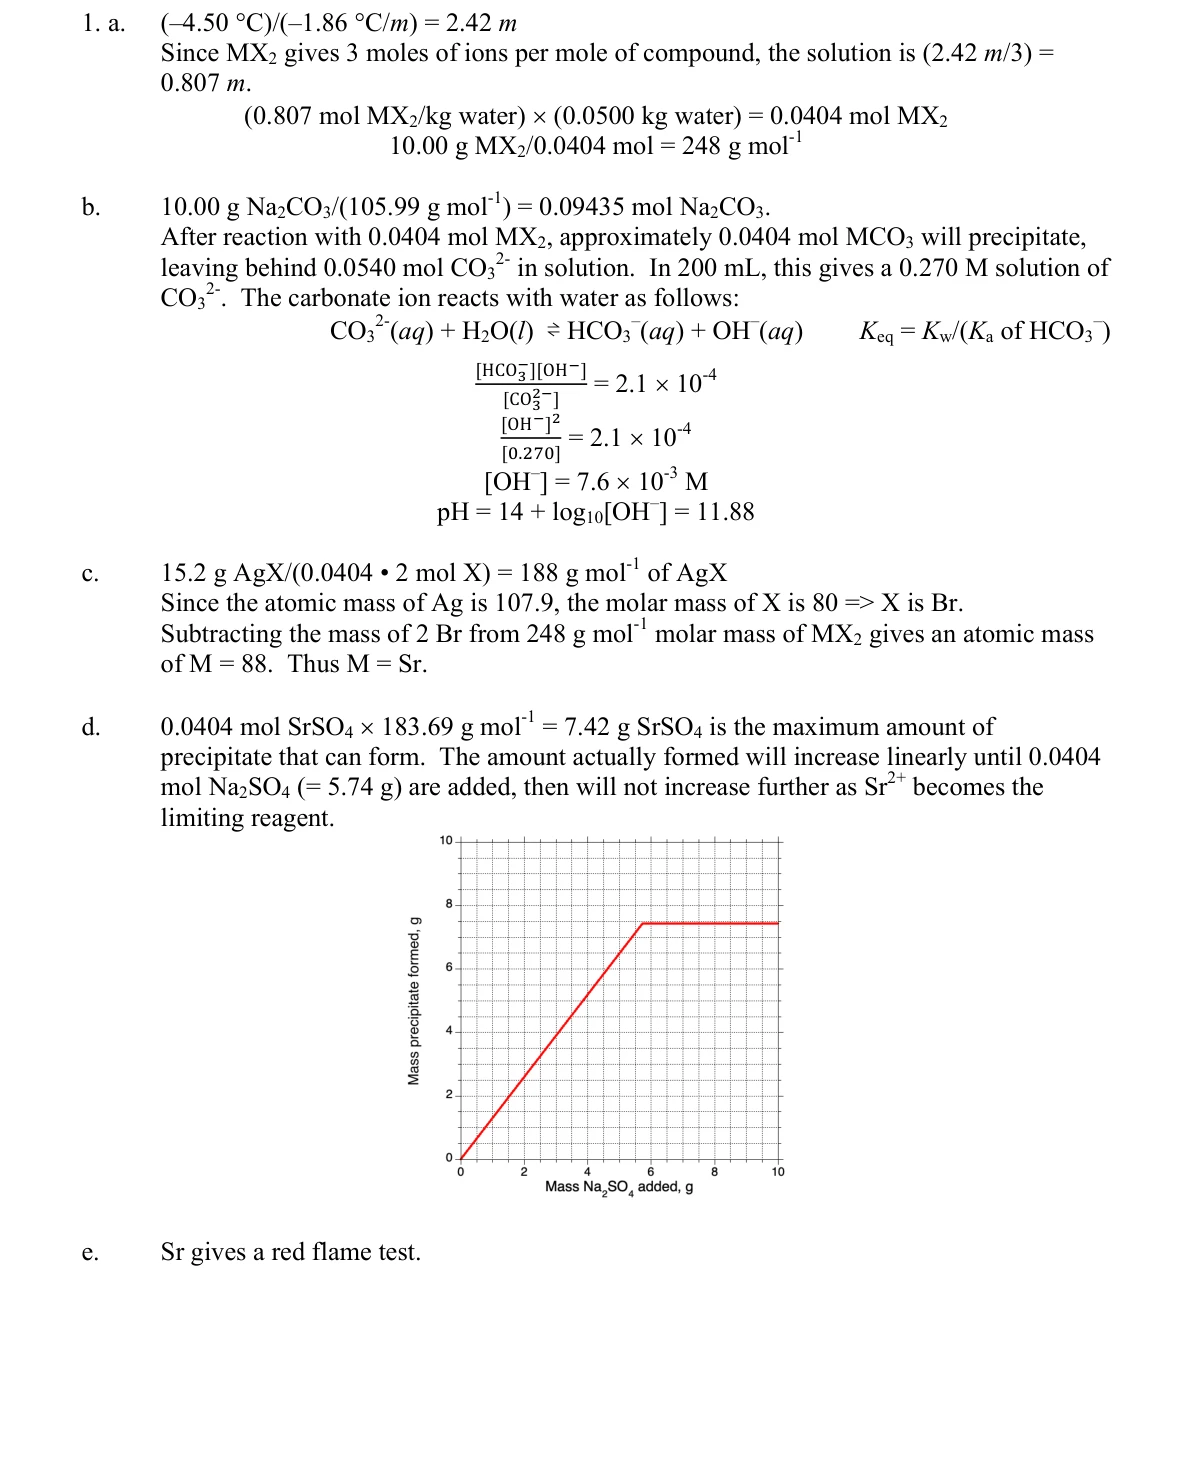 1. a. (–4.50 °C)/(–1.86 °C/m) = 2.42 m
Since MX₂ gives 3 moles of ions per mole of compound, the solution is (2.42 m/3) =
0.807 m.
(0.807 mol MX₂/kg water) × (0.0500 kg water) = 0.0404 mol MX₂
10.00 g MX₂/0.0404 mol = 248 g mol⁻¹
b. 10.00 g Na₂CO₃/(105.99 g mol⁻¹) = 0.09435 mol Na₂CO₃.
After reaction with 0.0404 mol MX₂, approximately 0.0404 mol MCO₃ will precipitate,
leaving behind 0.0540 mol CO₃²⁻ in solution. In 200 mL, this gives a 0.270 M solution of
CO₃²⁻. The carbonate ion reacts with water as follows:
CO₃²⁻(aq) + H₂O(l) ⇌ HCO₃⁻(aq) + OH⁻(aq) Keq = Kw/(Ka of HCO₃⁻)
[HCO₃⁻][OH⁻]/[CO₃²⁻] = 2.1 × 10⁻⁴
[OH⁻]²/[0.270] = 2.1 × 10⁻⁴
[OH⁻] = 7.6 × 10⁻³ M
pH = 14 + log₁₀[OH⁻] = 11.88
c. 15.2 g AgX/(0.0404 • 2 mol X) = 188 g mol⁻¹ of AgX
Since the atomic mass of Ag is 107.9, the molar mass of X is 80 => X is Br.
Subtracting the mass of 2 Br from 248 g mol⁻¹ molar mass of MX₂ gives an atomic mass
of M = 88. Thus M = Sr.
d. 0.0404 mol SrSO₄ × 183.69 g mol⁻¹ = 7.42 g SrSO₄ is the maximum amount of
precipitate that can form. The amount actually formed will increase linearly until 0.0404
mol Na₂SO₄ (= 5.74 g) are added, then will not increase further as Sr²⁺ becomes the
limiting reagent.
10
8
6
4
2
0
Mass precipitate formed, g
0 2 4 6 8 10
Mass Na₂SO₄ added, g
e. Sr gives a red flame test.